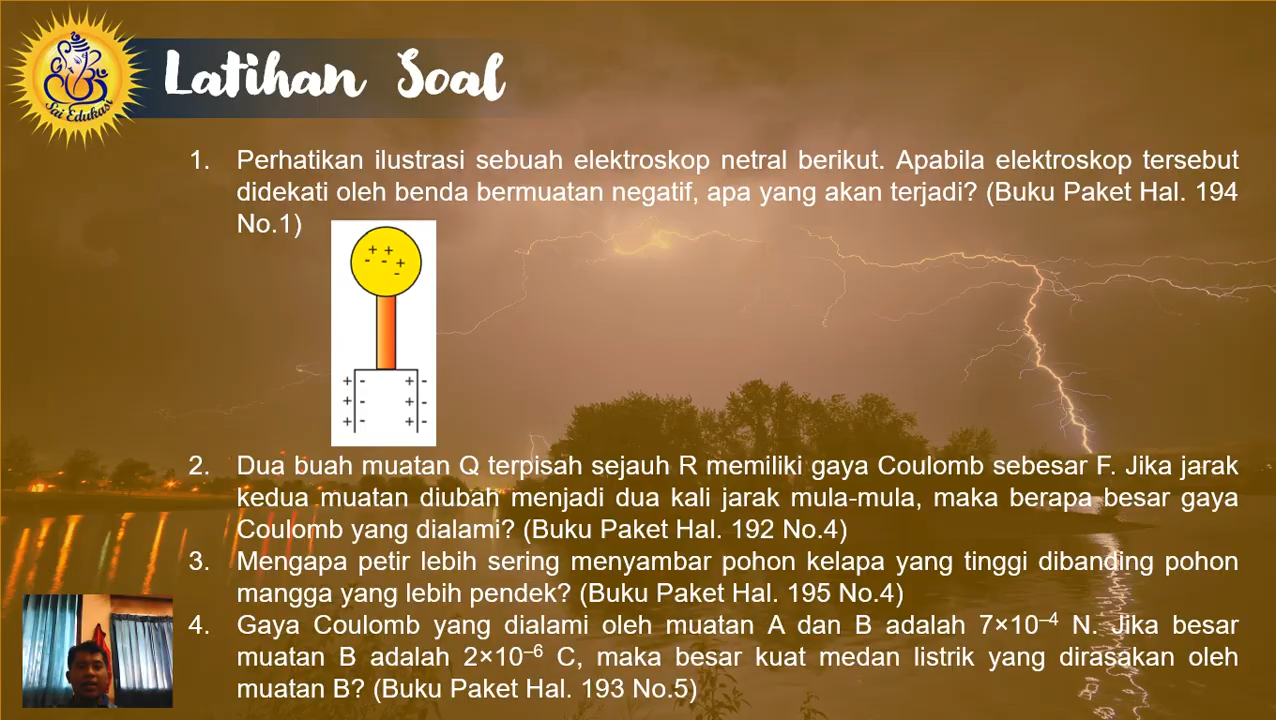 Sizi Edukasi
Latihan Soal
1. Perhatikan ilustrasi sebuah elektroskop netral berikut. Apabila elektroskop tersebut
didekati oleh benda bermuatan negatif, apa yang akan terjadi? (Buku Paket Hal. 194
No.1)
+ +
- - +
-
+ - + -
+ - + -
+ - + -
2. Dua buah muatan Q terpisah sejauh R memiliki gaya Coulomb sebesar F. Jika jarak
kedua muatan diubah menjadi dua kali jarak mula-mula, maka berapa besar gaya
Coulomb yang dialami? (Buku Paket Hal. 192 No.4)
3. Mengapa petir lebih sering menyambar pohon kelapa yang tinggi dibanding pohon
mangga yang lebih pendek? (Buku Paket Hal. 195 No.4)
4. Gaya Coulomb yang dialami oleh muatan A dan B adalah 7×10⁻⁴ N. Jika besar
muatan B adalah 2×10⁻⁶ C, maka besar kuat medan listrik yang dirasakan oleh
muatan B? (Buku Paket Hal. 193 No.5)